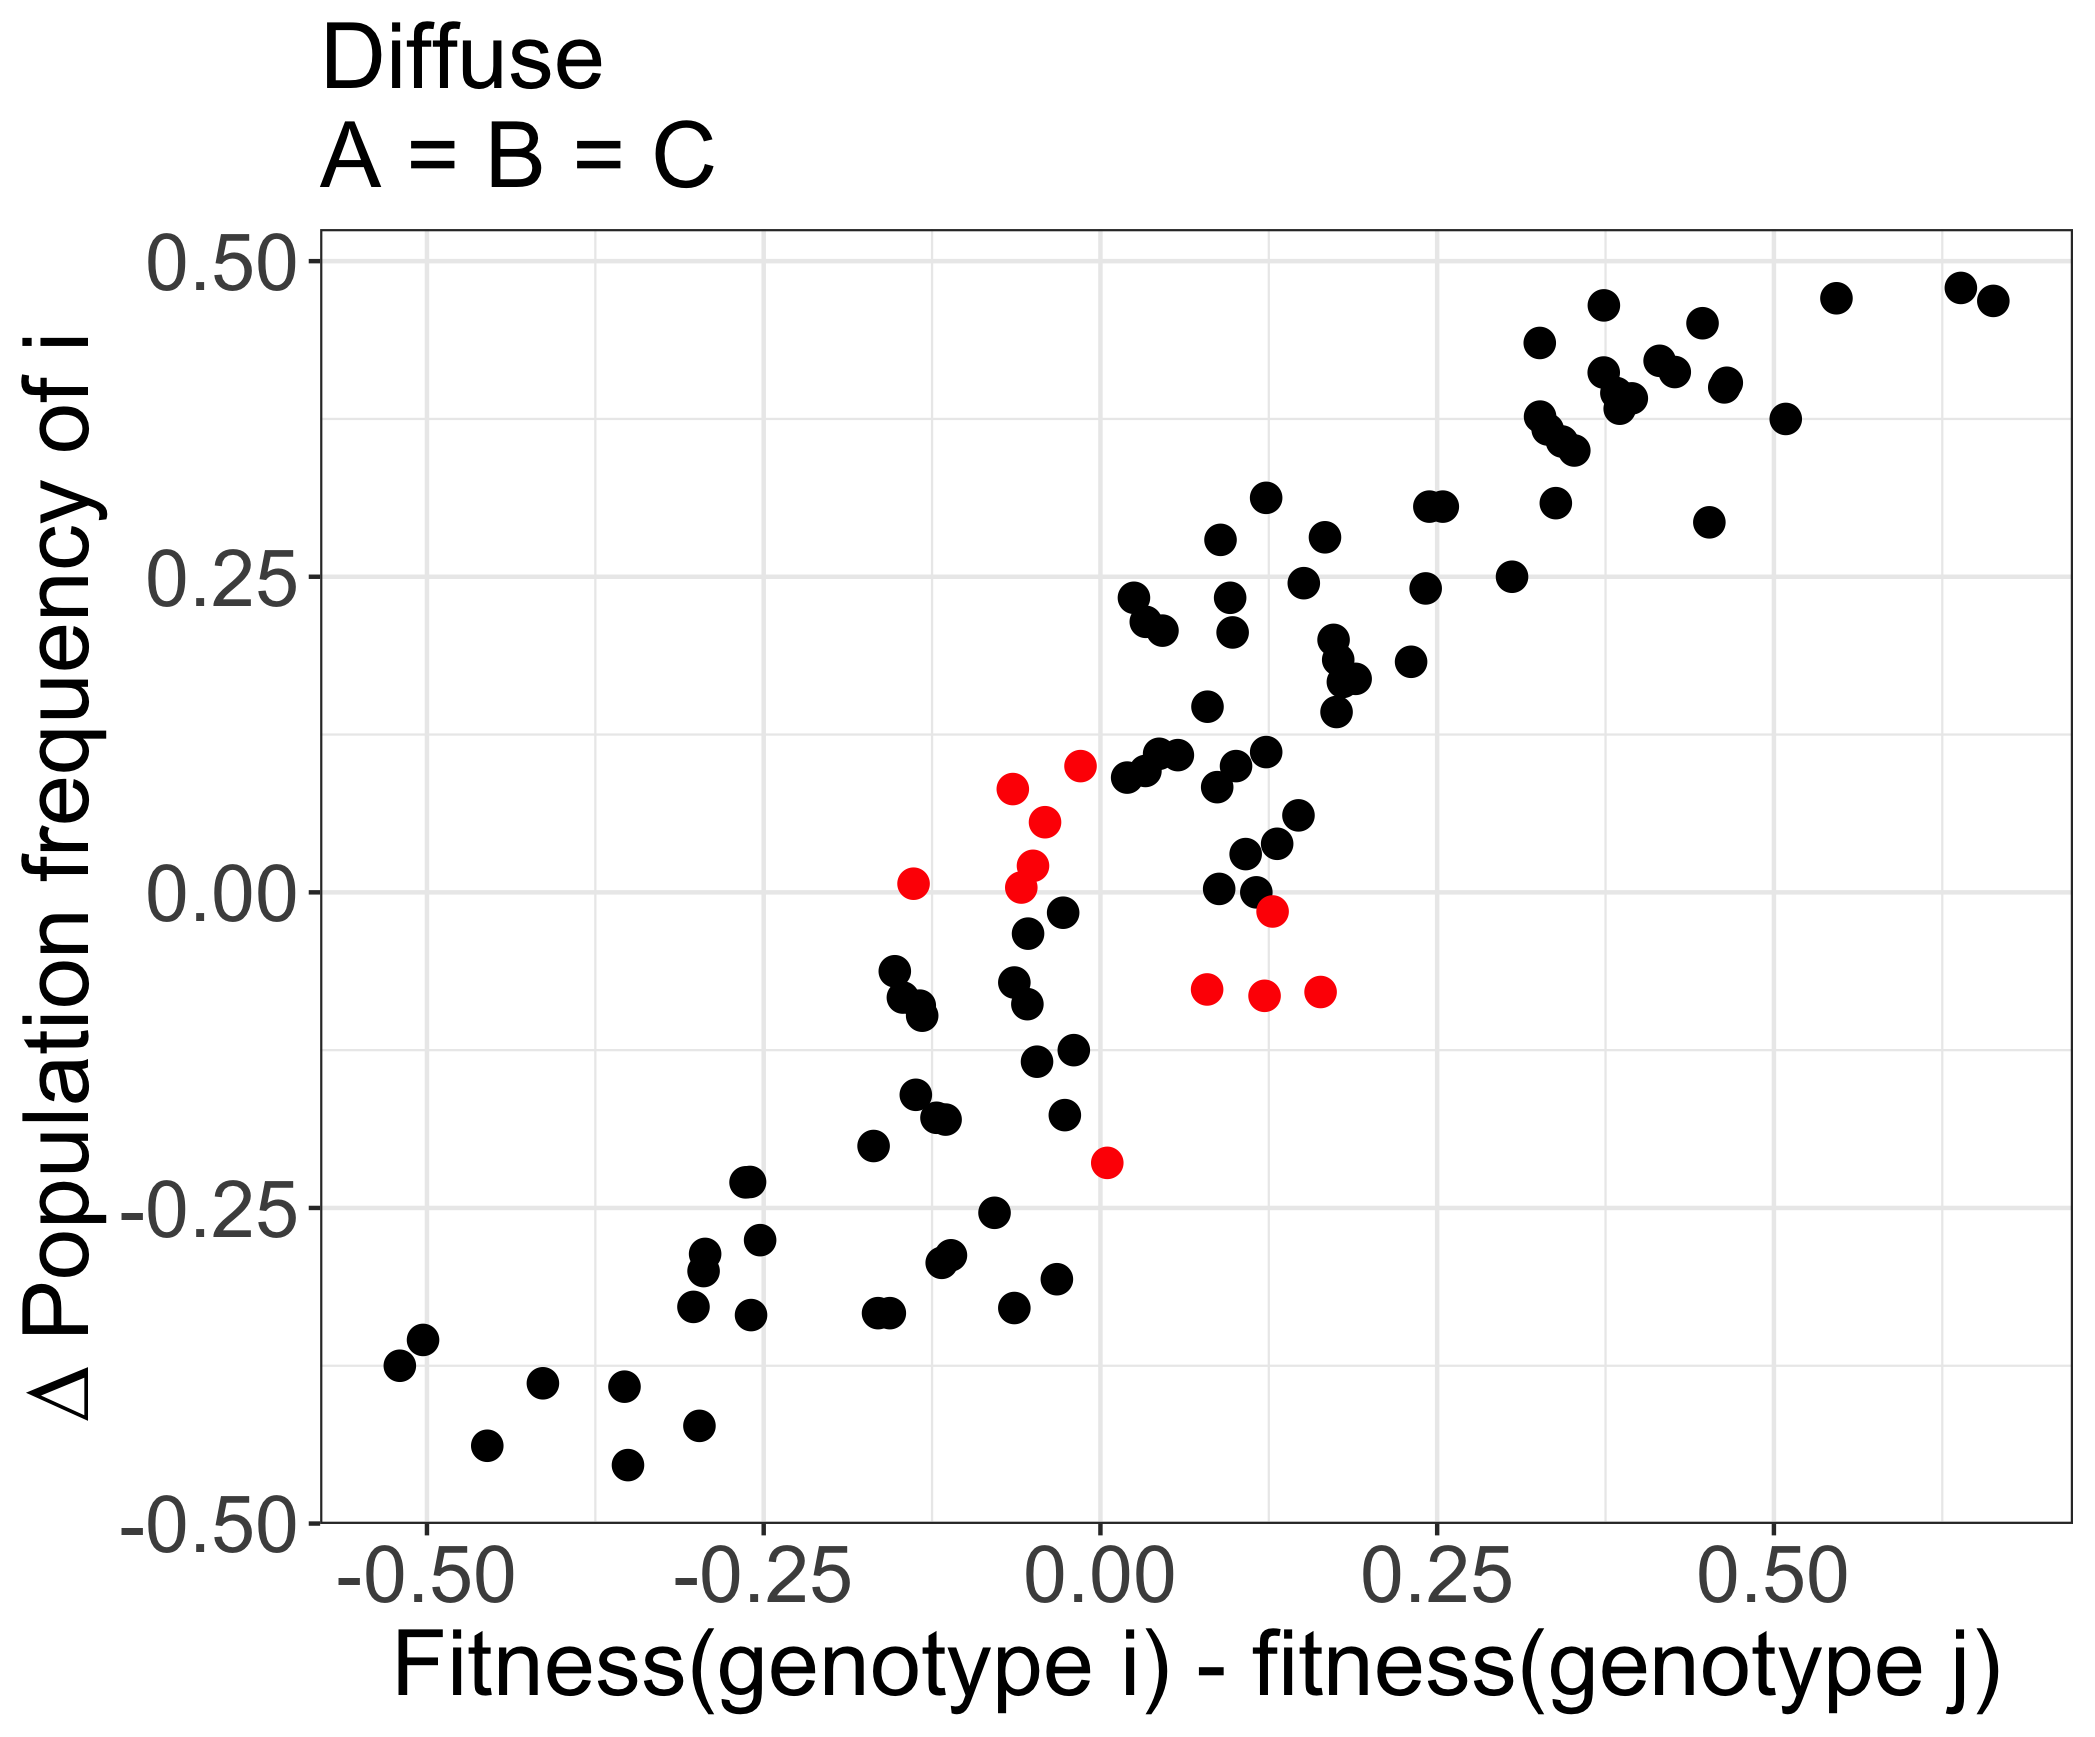 Diffuse
A = B = C
Δ Population frequency of i
0.50
0.25
0.00
-0.25
-0.50
-0.50 -0.25 0.00 0.25 0.50
Fitness(genotype i) - fitness(genotype j)